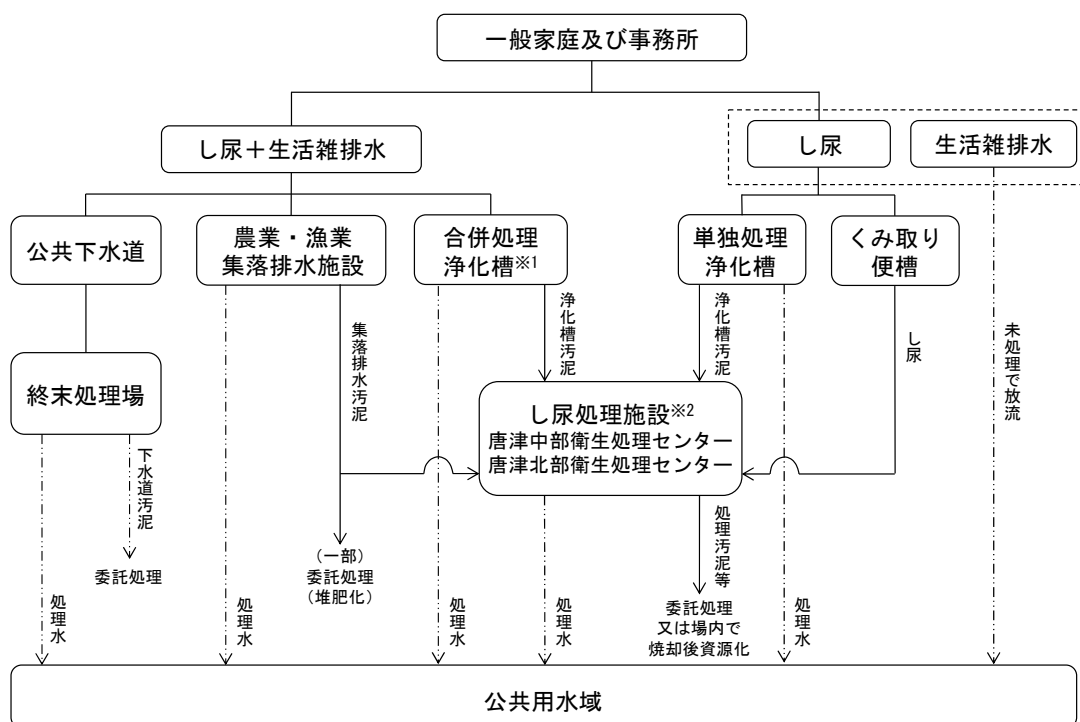 一般家庭及び事務所
し尿+生活雑排水
し尿
生活雑排水
公共下水道
農業・漁業
集落排水施設
合併処理
浄化槽※1
単独処理
浄化槽
くみ取り
便槽
集落排水汚泥
浄化槽汚泥
浄化槽汚泥
し尿
未処理で放流
終末処理場
し尿処理施設※2
唐津中部衛生処理センター
唐津北部衛生処理センター
下水道汚泥
処理汚泥等
委託処理
(一部)
委託処理
(堆肥化)
委託処理
又は場内で
焼却後資源化
処理水
処理水
処理水
処理水
処理水
公共用水域